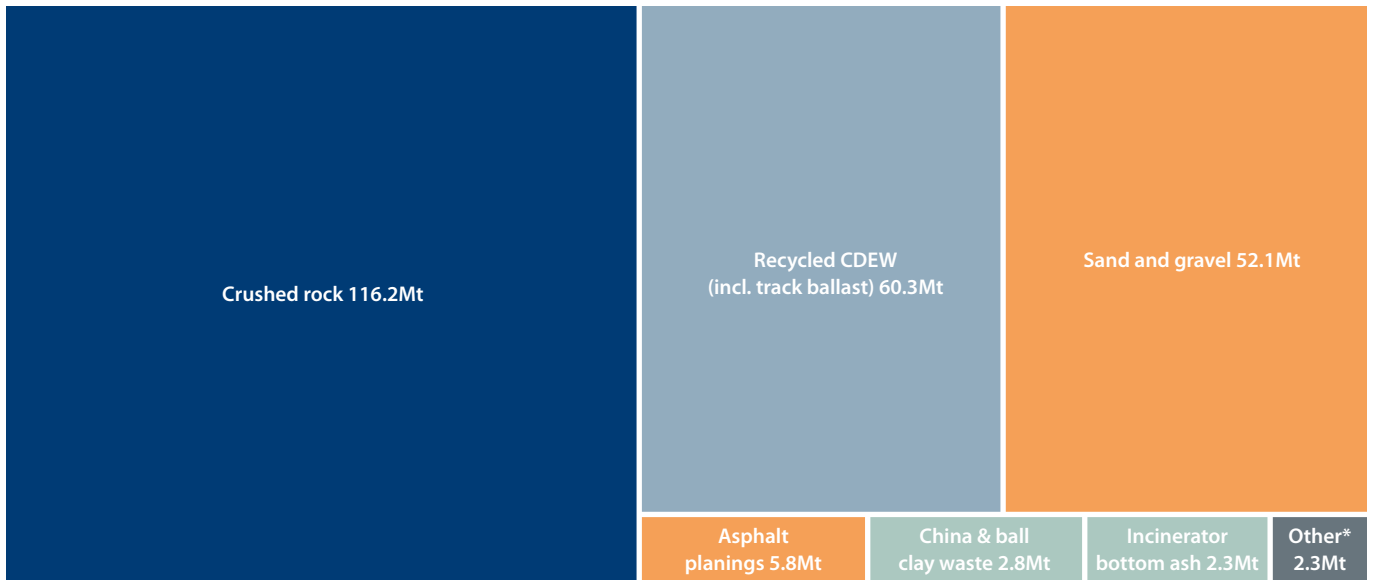 Crushed rock 116.2Mt
Recycled CDEW
(incl. track ballast) 60.3Mt
Sand and gravel 52.1Mt
Asphalt
planings 5.8Mt
China & ball
clay waste 2.8Mt
Incinerator
bottom ash 2.3Mt
Other*
2.3Mt